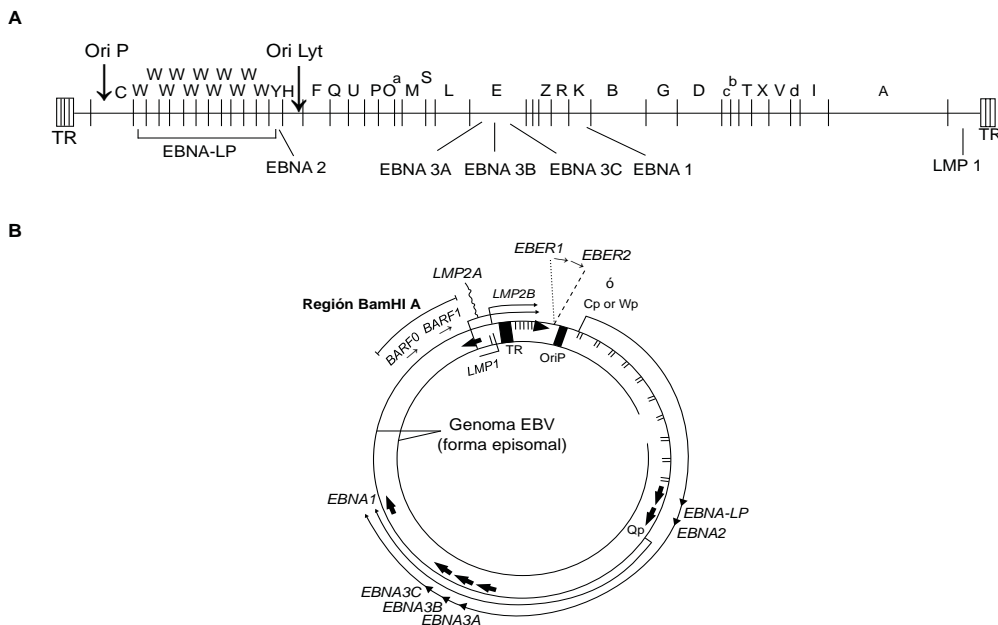 A
Ori P
Ori Lyt
W W W W W
C W W W W W W W Y H F Q U P O a M S L E Z R K B G D c b T X V d I A
TR
EBNA-LP
EBNA 2
EBNA 3A
EBNA 3B
EBNA 3C
EBNA 1
LMP 1
TR
B
EBER1
EBER2
LMP2A
LMP2B
ó
Cp or Wp
Región BamHI A
BARF0
BARF1
LMP1
TR
OriP
Genoma EBV
(forma episomal)
EBNA1
EBNA-LP
Qp
EBNA2
EBNA3C
EBNA3B
EBNA3A